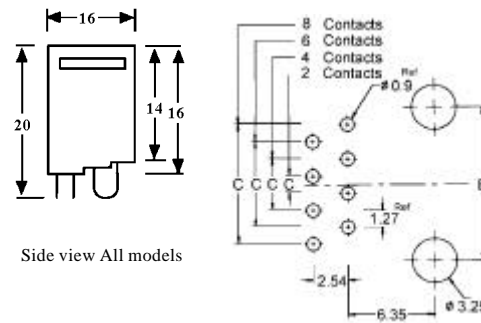 16
20
14
16
Side view All models
8 Contacts
6 Contacts
4 Contacts
2 Contacts
Ref
ø 0.9
C C C C
Ref
1.27
2.54
6.35
ø 3.25